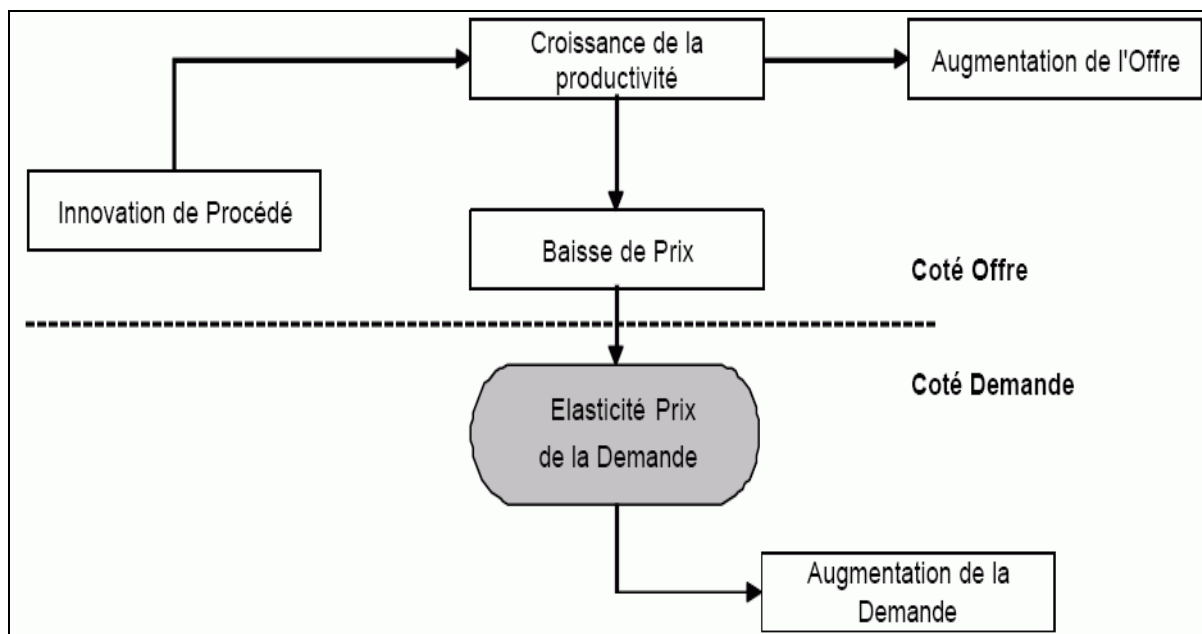 Croissance de la
productivité
Augmentation de l'Offre
Innovation de Procédé
Baisse de Prix
Coté Offre
Coté Demande
Elasticité Prix
de la Demande
Augmentation de la
Demande